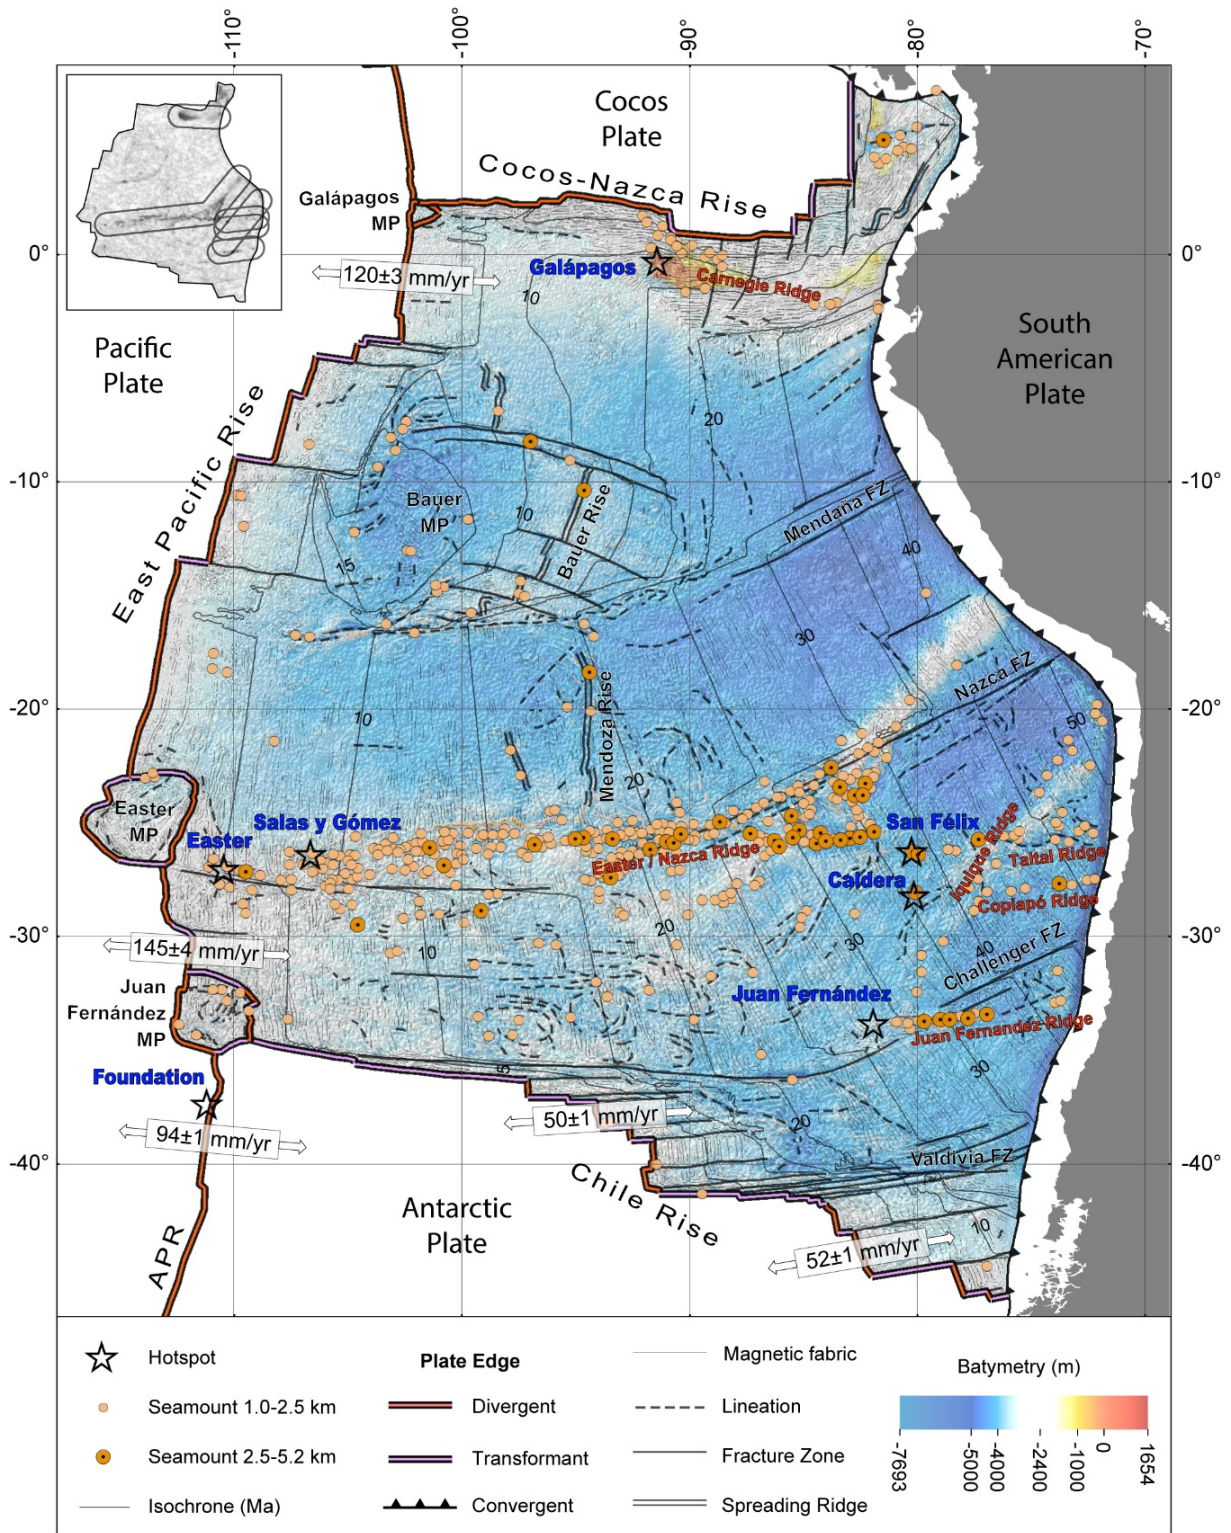 -110°
-100°
-90°
-80°
-70°
Cocos
Plate
Cocos-Nazca Rise
Galápagos
MP
0°
0°
Galápagos
Carnegie Ridge
120±3 mm/yr
10
Pacific
Plate
South
American
Plate
20
East Pacific Rise
-10°
-10°
Bauer
MP
10
Bauer Rise
Mendaña FZ
40
15
30
Nazca FZ
-20°
-20°
10
Mendoza Rise
50
20
Easter
MP
Easter
Salas y Gómez
San Félix
Easter / Nazca Ridge
Iquique Ridge
Taltal Ridge
Caldera
Copiapó Ridge
20
30
40
-30°
-30°
145±4 mm/yr
10
Challenger FZ
Juan
Fernández
MP
Juan Fernández
Juan Fernandez Ridge
5
30
Foundation
94±1 mm/yr
50±1 mm/yr
20
Valdivia FZ
-40°
-40°
Chile Rise
Antarctic
Plate
APR
10
52±1 mm/yr
Hotspot
Plate Edge
Magnetic fabric
Batymetry (m)
Seamount 1.0-2.5 km
Divergent
Lineation
Seamount 2.5-5.2 km
Transformant
Fracture Zone
-7693
-5000
-4000
-2400
-1000
0
1654
Isochrone (Ma)
Convergent
Spreading Ridge